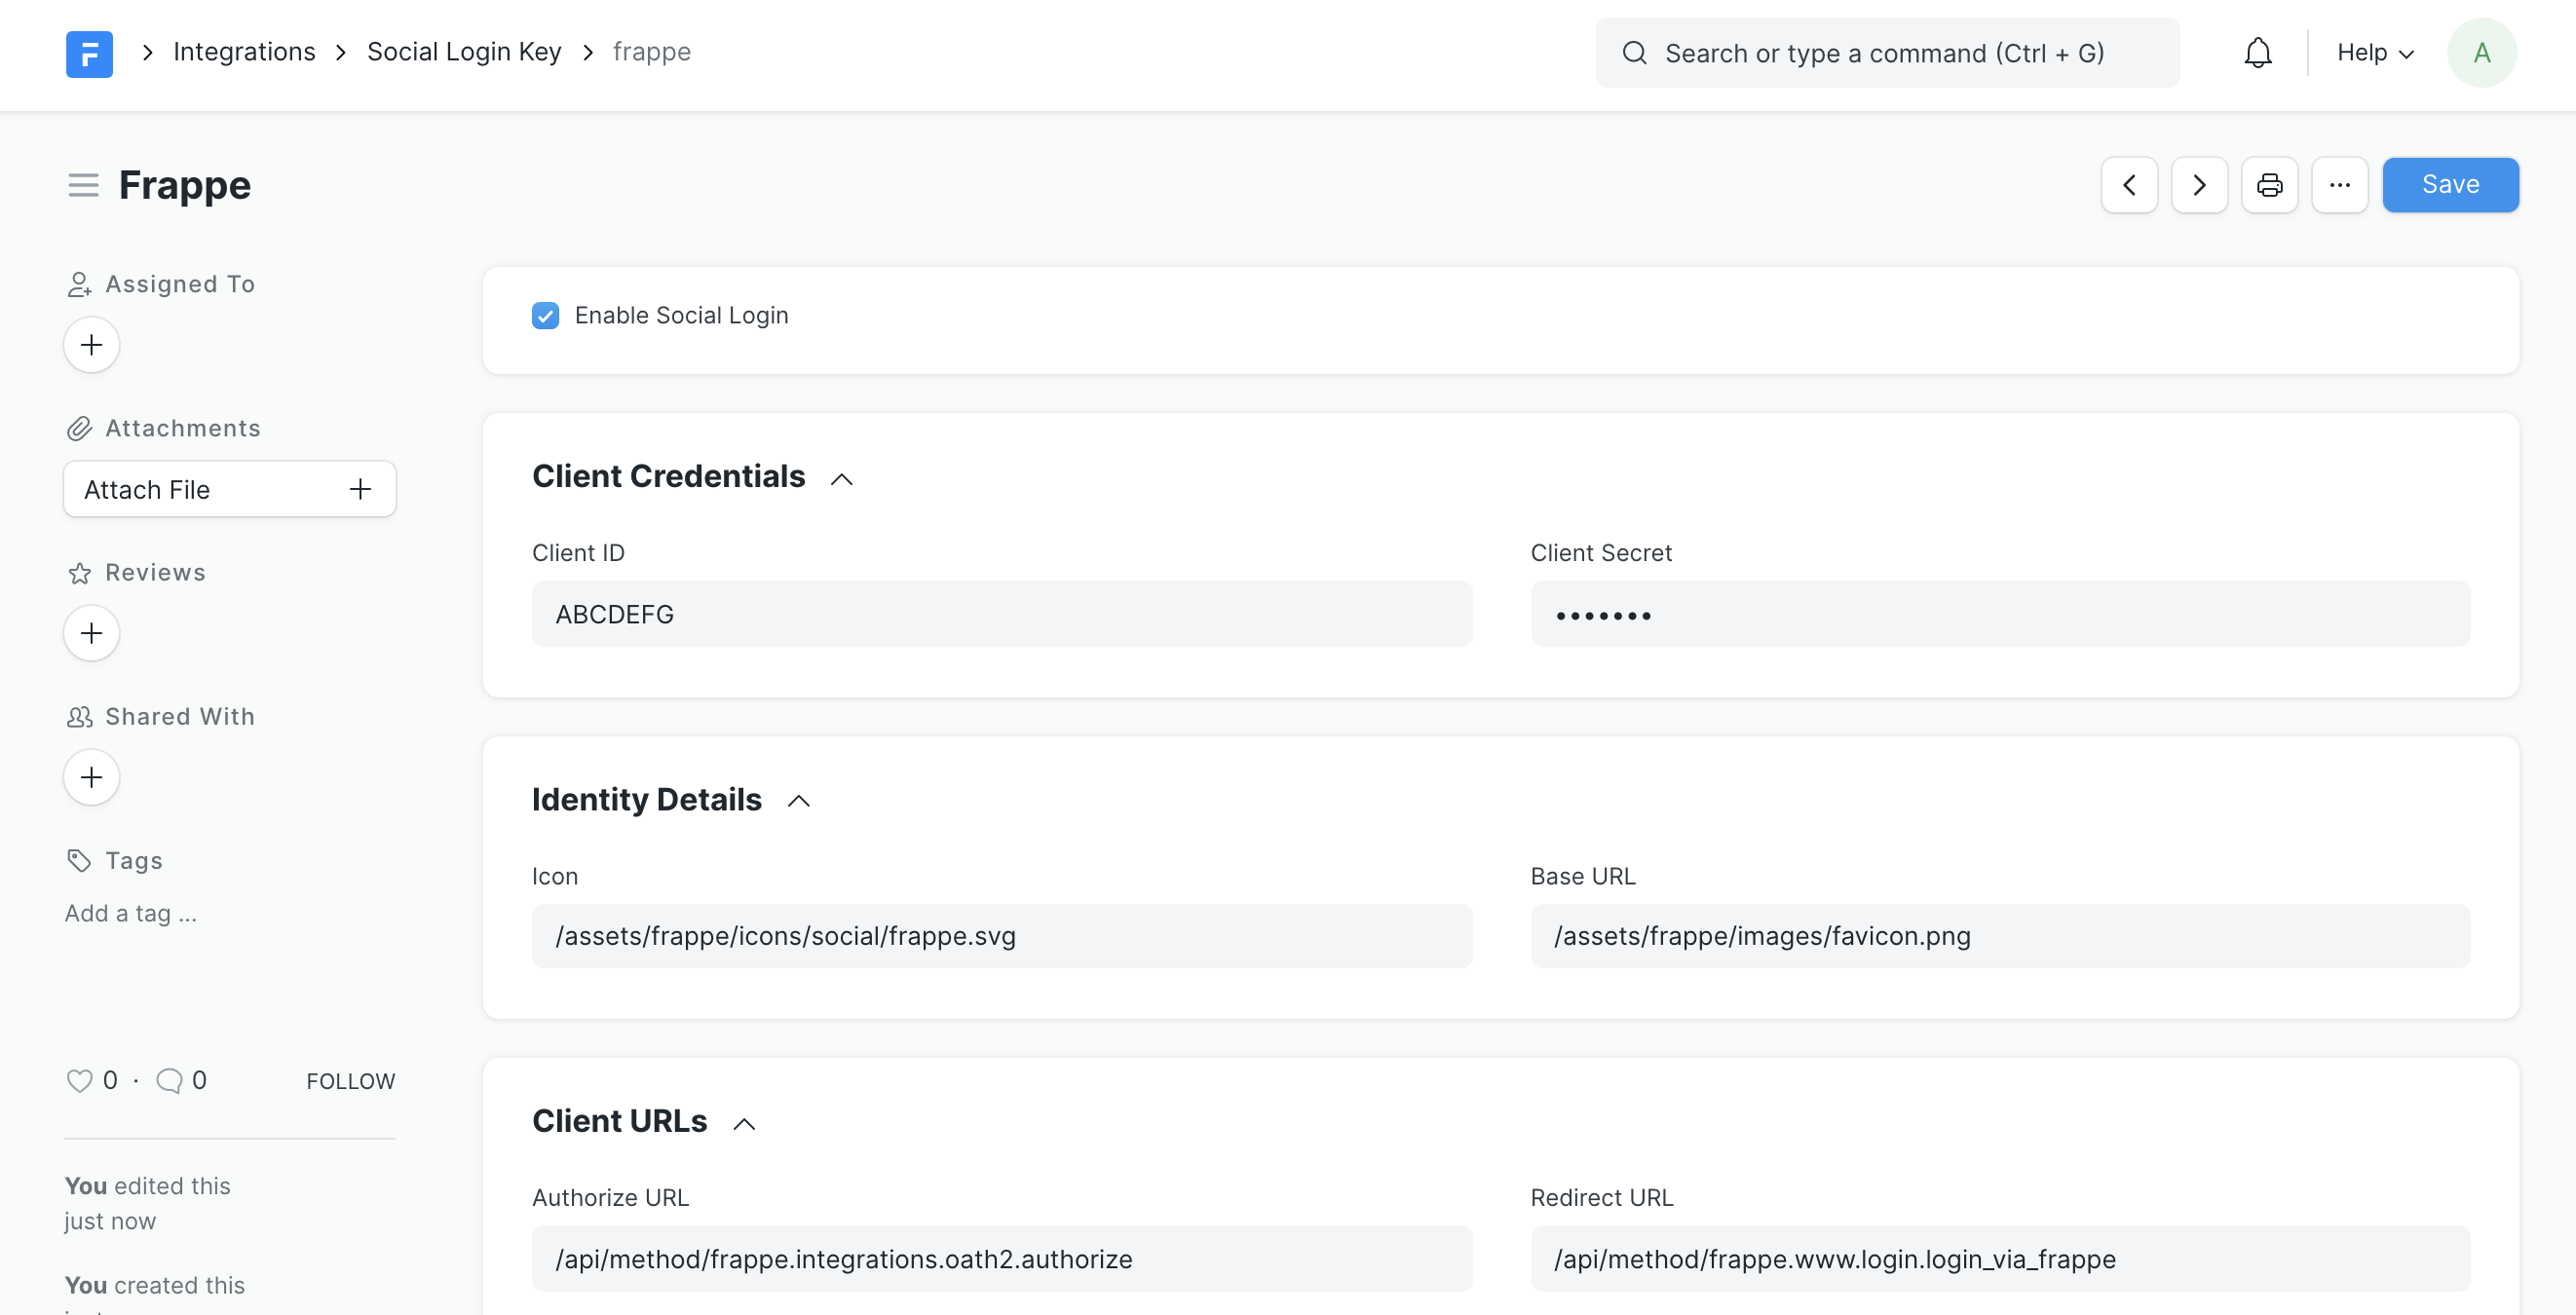 Integrations
Social Login Key
frappe
Search or type a command (Ctrl + G)
Help
A
Frappe
Save
Assigned To
Attachments
Attach File
Reviews
Shared With
Tags
Add a tag ...
0 · 0 FOLLOW
You edited this
just now
You created this
Enable Social Login
Client Credentials
Client ID
ABCDEFG
Client Secret
•••••••
Identity Details
Icon
/assets/frappe/icons/social/frappe.svg
Base URL
/assets/frappe/images/favicon.png
Client URLs
Authorize URL
/api/method/frappe.integrations.oath2.authorize
Redirect URL
/api/method/frappe.www.login.login_via_frappe